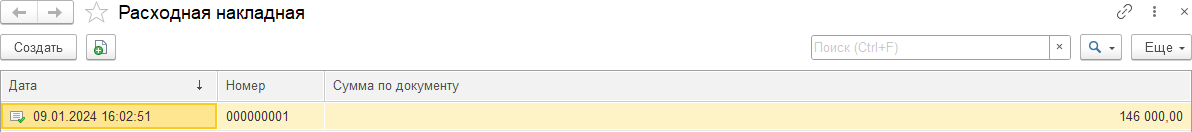 Расходная накладная
Создать
Поиск (Ctrl+F)
Еще
Дата Номер Сумма по документу
09.01.2024 16:02:51 000000001 146 000,00